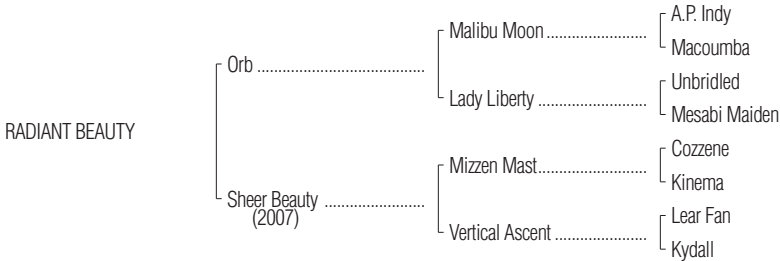 A.P. Indy
Malibu Moon ..........................
Macoumba
Orb ...........................................
Unbridled
Lady Liberty ............................
Mesabi Maiden
RADIANT BEAUTY
Cozzene
Mizzen Mast............................
Kinema
Sheer Beauty ..........................
(2007)
Lear Fan
Vertical Ascent ........................
Kydall